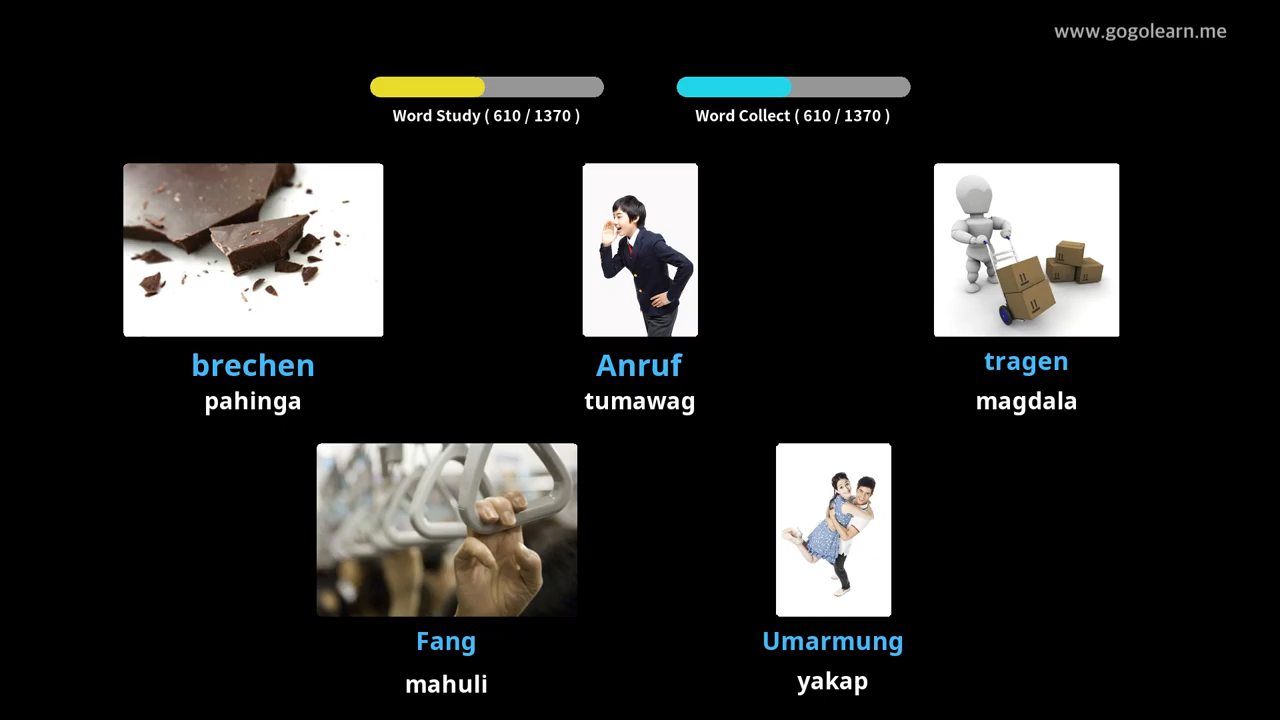 www.gogolearn.me
Word Study ( 610 / 1370 )
Word Collect ( 610 / 1370 )
brechen
pahinga
Anruf
tumawag
tragen
magdala
Fang
mahuli
Umarmung
yakap